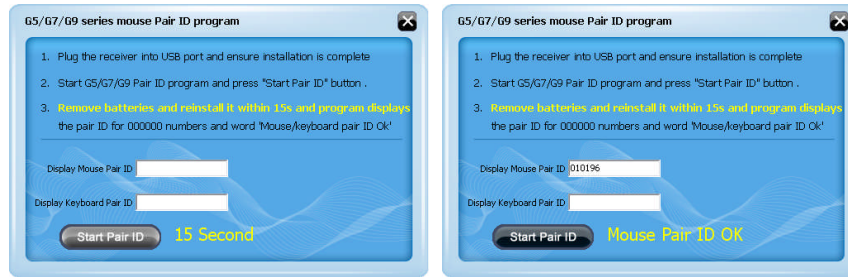 G5/G7/G9 series mouse Pair ID program
1. Plug the receiver into USB port and ensure installation is complete
2. Start G5/G7/G9 Pair ID program and press "Start Pair ID" button .
3. Remove batteries and reinstall it within 15s and program displays
the pair ID for 000000 numbers and word 'Mouse/keyboard pair ID Ok'
Display Mouse Pair ID
Display Keyboard Pair ID
Start Pair ID 15 Second
G5/G7/G9 series mouse Pair ID program
1. Plug the receiver into USB port and ensure installation is complete
2. Start G5/G7/G9 Pair ID program and press "Start Pair ID" button .
3. Remove batteries and reinstall it within 15s and program displays
the pair ID for 000000 numbers and word 'Mouse/keyboard pair ID Ok'
Display Mouse Pair ID 010196
Display Keyboard Pair ID
Start Pair ID Mouse Pair ID OK